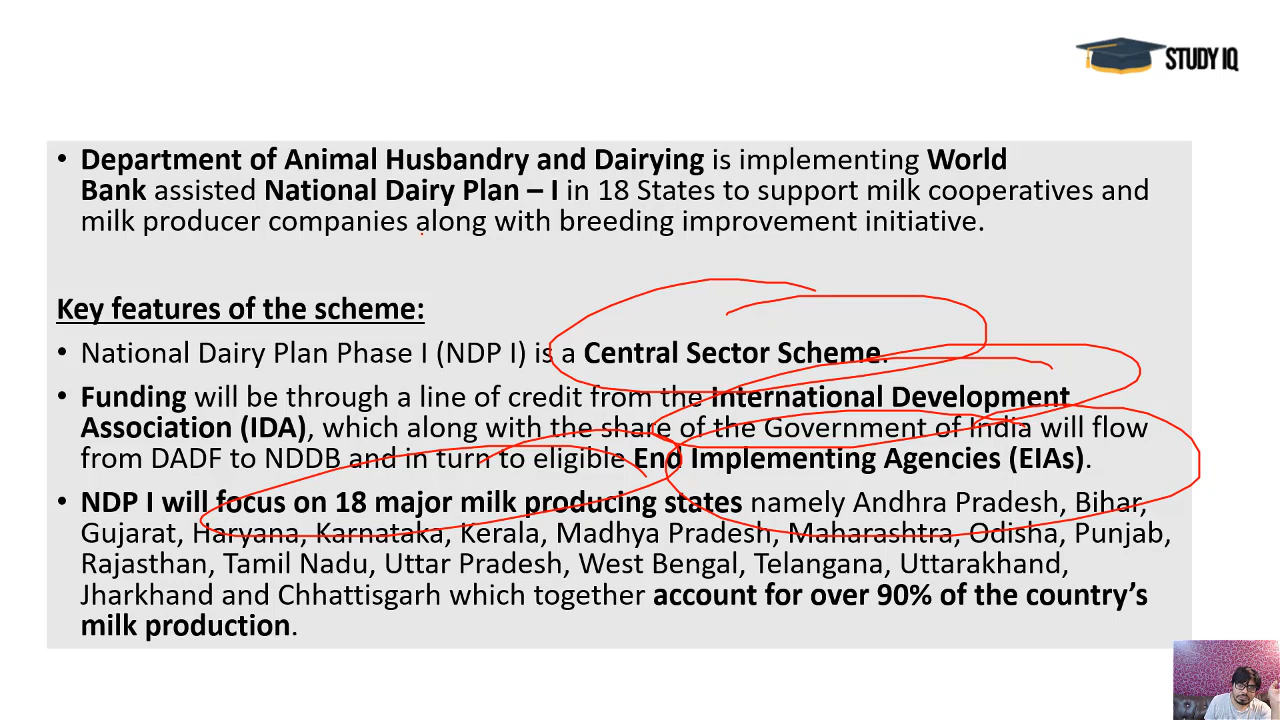 STUDY IQ
• Department of Animal Husbandry and Dairying is implementing World
Bank assisted National Dairy Plan – I in 18 States to support milk cooperatives and
milk producer companies along with breeding improvement initiative.
Key features of the scheme:
• National Dairy Plan Phase I (NDP I) is a Central Sector Scheme.
• Funding will be through a line of credit from the International Development
Association (IDA), which along with the share of the Government of India will flow
from DADF to NDDB and in turn to eligible End Implementing Agencies (EIAs).
• NDP I will focus on 18 major milk producing states namely Andhra Pradesh, Bihar,
Gujarat, Haryana, Karnataka, Kerala, Madhya Pradesh, Maharashtra, Odisha, Punjab,
Rajasthan, Tamil Nadu, Uttar Pradesh, West Bengal, Telangana, Uttarakhand,
Jharkhand and Chhattisgarh which together account for over 90% of the country's
milk production.